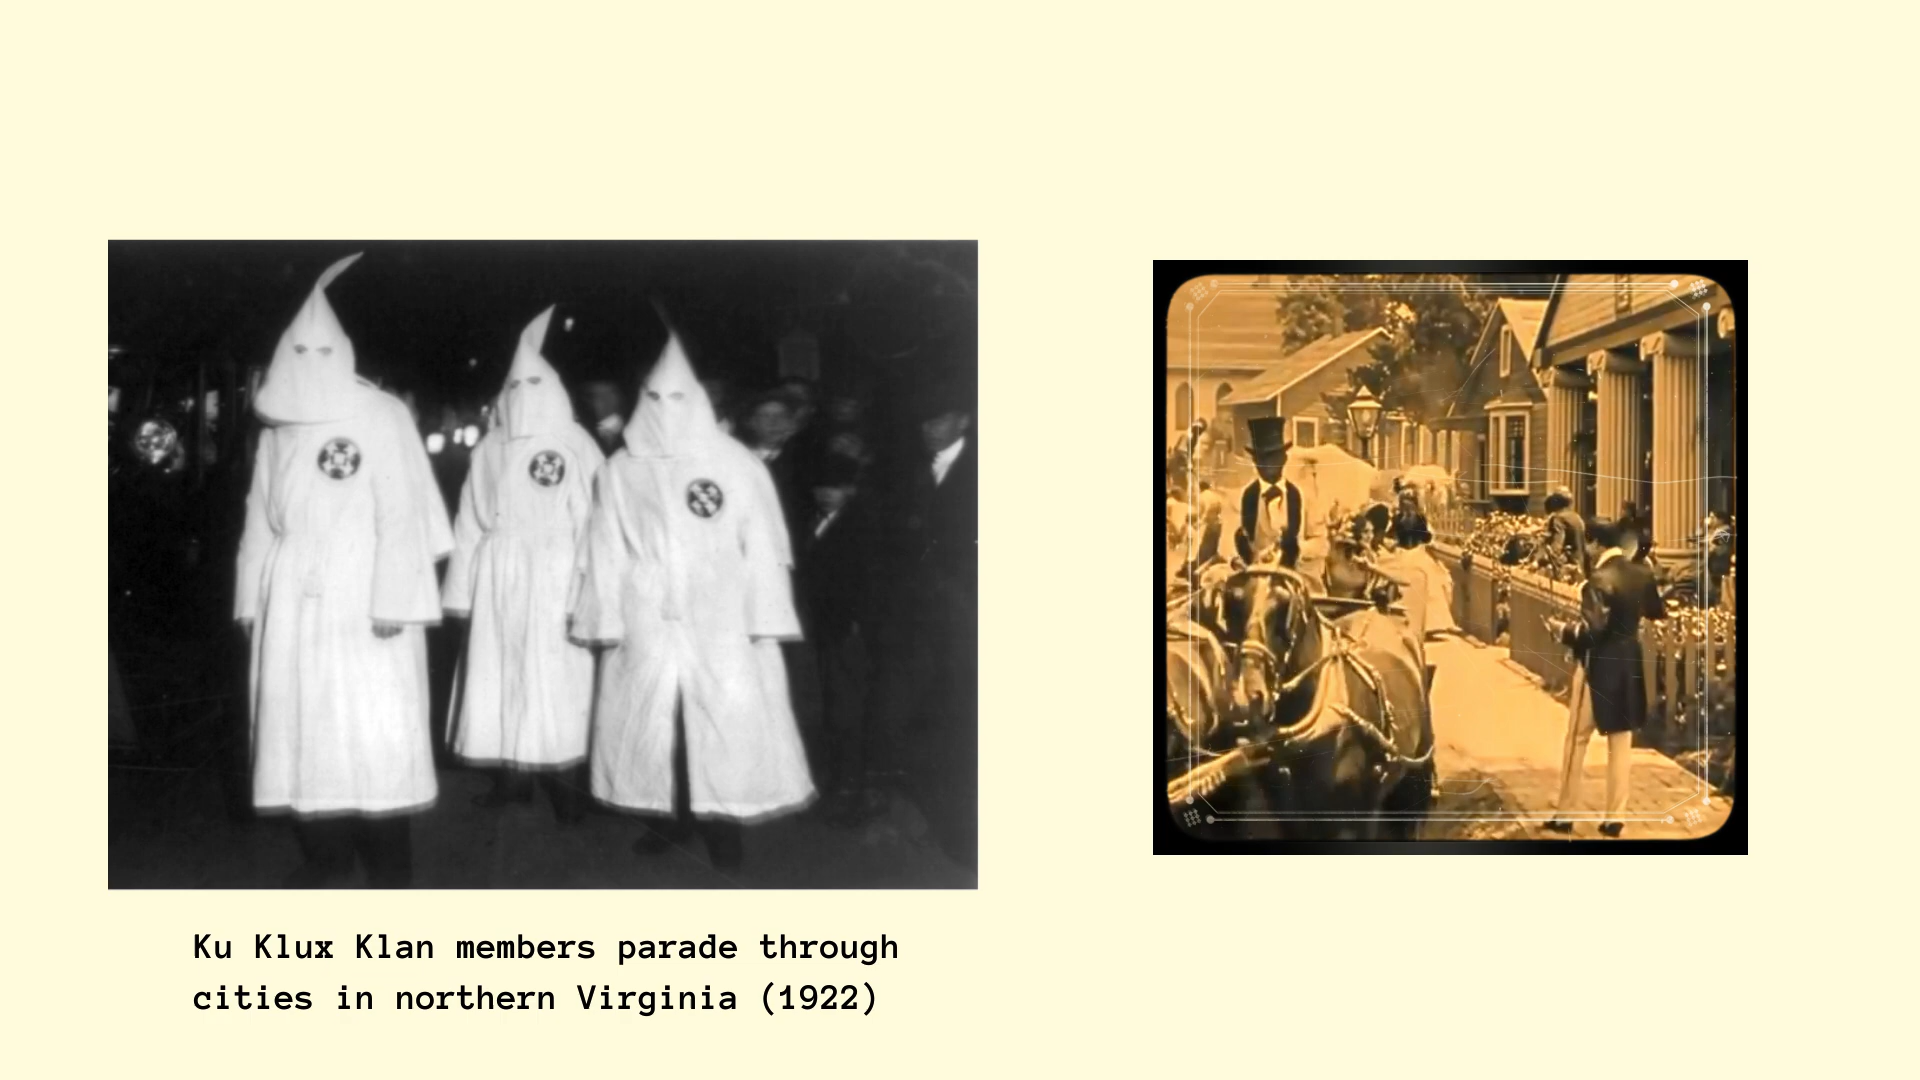 Ku Klux Klan members parade through
cities in northern Virginia (1922)